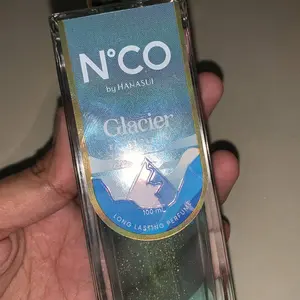 N°CO
by HANASUI
Glacier
100 mL
LONG LASTING PERFUME